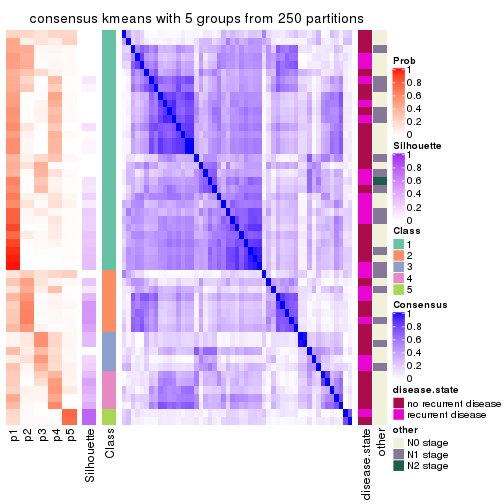 consensus kmeans with 5 groups from 250 partitions
Prob
1
0.8
0.6
0.4
0.2
0
Silhouette
1
0.8
0.6
0.4
0.2
0
Class
1
2
3
4
5
Consensus
1
0.8
0.6
0.4
0.2
0
disease.state
no recurrent disease
recurrent disease
other
N0 stage
N1 stage
N2 stage
p1
p2
p3
p4
p5
Silhouette
Class
disease.state
other